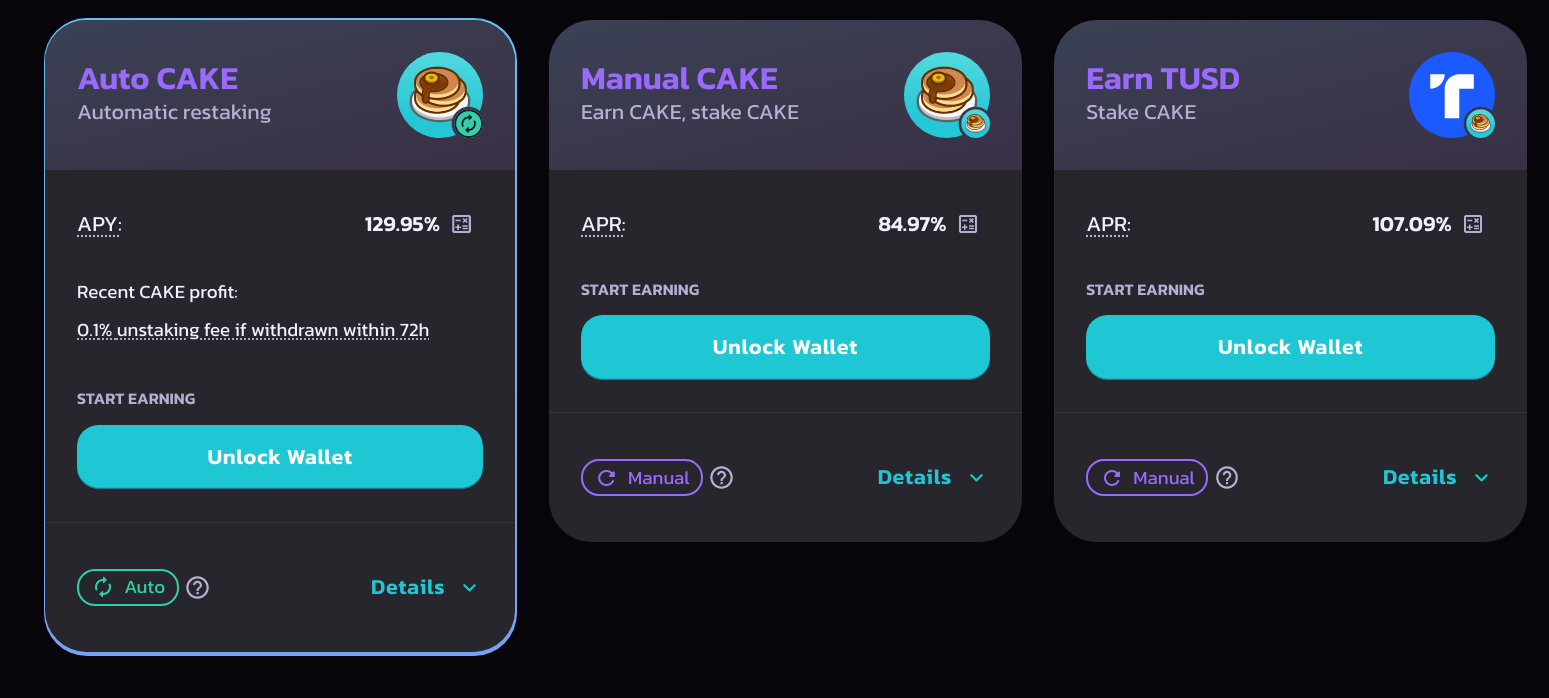 Auto CAKE
Automatic restaking
APY: 129.95%
Recent CAKE profit:
0.1% unstaking fee if withdrawn within 72h
START EARNING
Unlock Wallet
Auto Details
Manual CAKE
Earn CAKE, stake CAKE
APR: 84.97%
START EARNING
Unlock Wallet
Manual Details
Earn TUSD
Stake CAKE
APR: 107.09%
START EARNING
Unlock Wallet
Manual Details